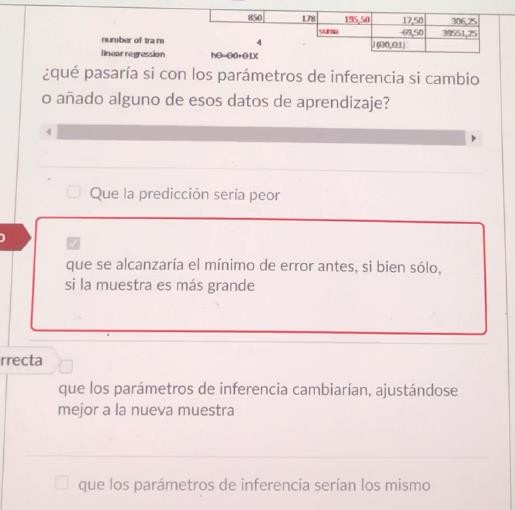 850 178 195,50 17,50 306,25
suma -69,50 39551,25
number of train 4 J(θ0,θ1)
linear regression hθ=θ0+θ1X
¿qué pasaría si con los parámetros de inferencia si cambio
o añado alguno de esos datos de aprendizaje?
Que la predicción sería peor
que se alcanzaría el mínimo de error antes, si bien sólo,
si la muestra es más grande
rrecta
que los parámetros de inferencia cambiarían, ajustándose
mejor a la nueva muestra
que los parámetros de inferencia serían los mismo